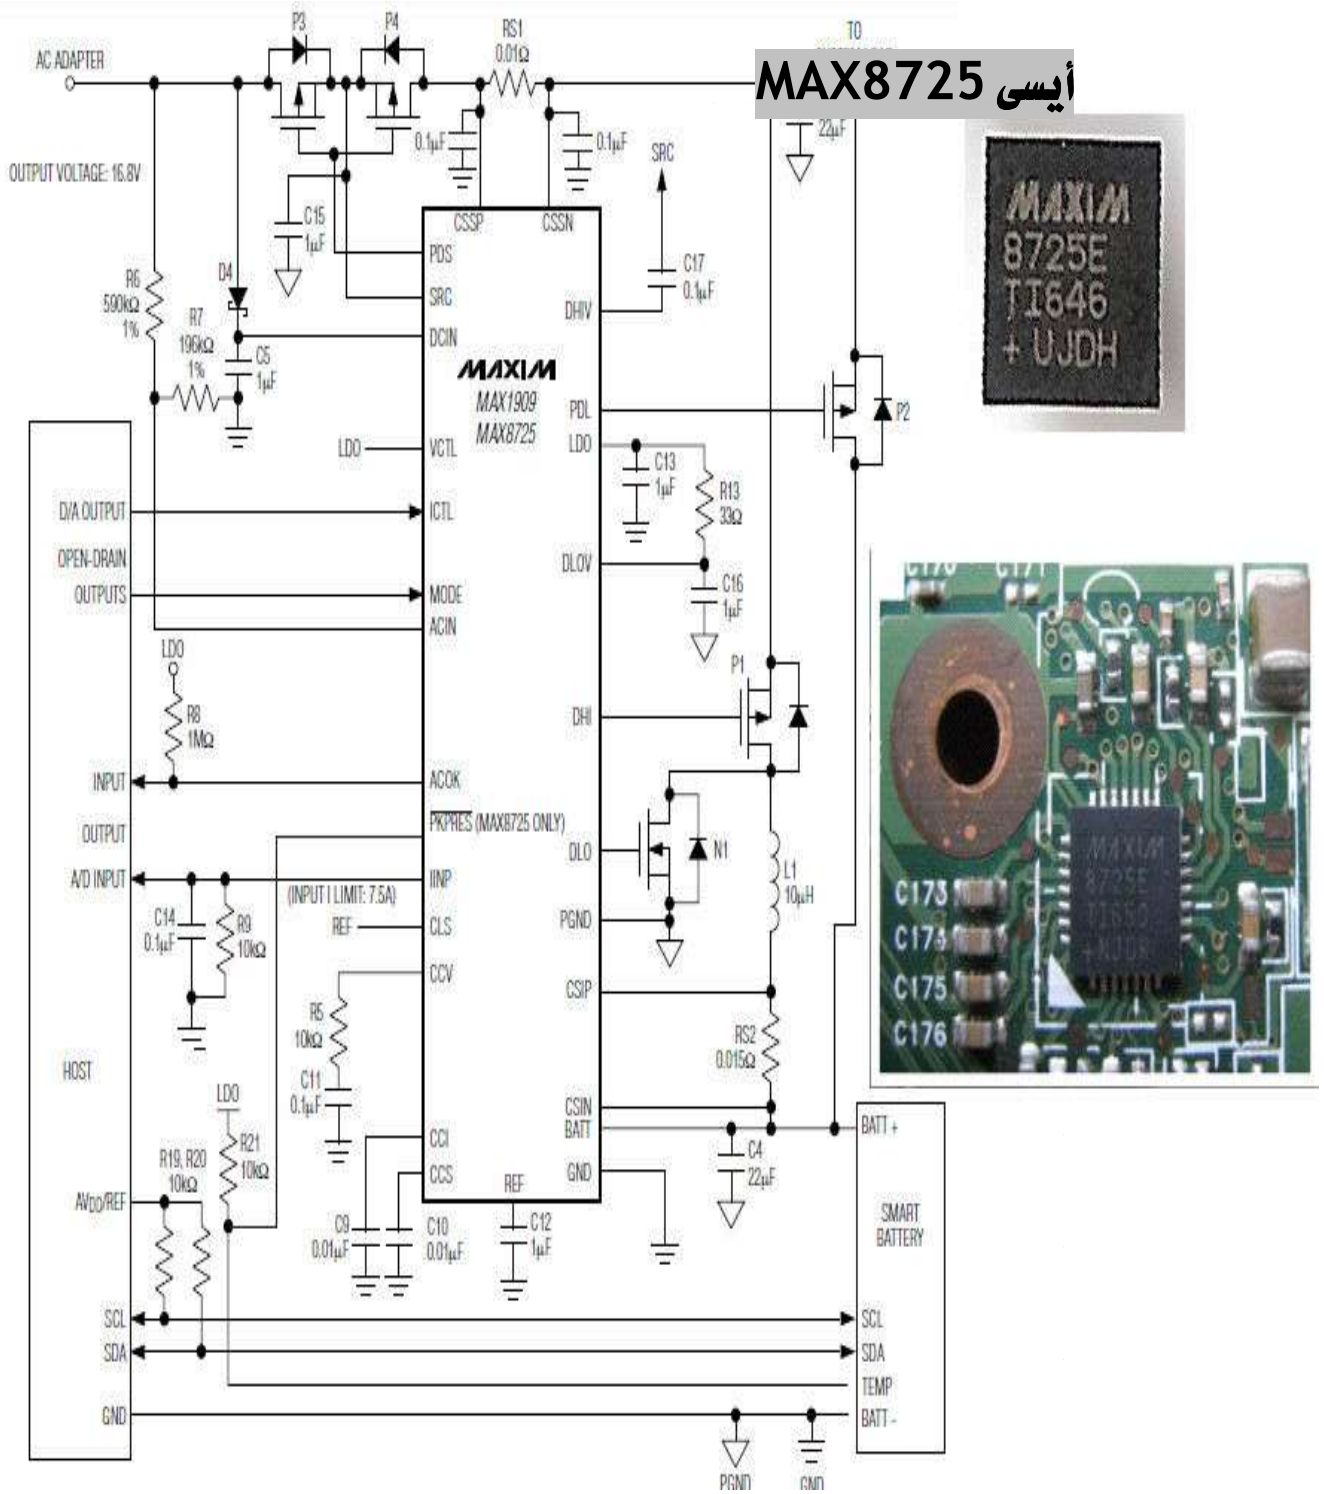 P3
P4
RS1
0.01Ω
TO
AC ADAPTER
أيسى MAX8725
0.1µF
0.1µF
22µF
SRC
OUTPUT VOLTAGE: 16.8V
MAXIM
8725E
TI646
+ UJDH
C15
1µF
CSSP
CSSN
PDS
SRC
C17
0.1µF
DHIV
R6
590kΩ
1%
D4
R7
196kΩ
1%
C5
1µF
DCIN
MAXIM
MAX1909
MAX8725
PDL
P2
LDO
VCTL
LDO
C13
1µF
R13
33Ω
D/A OUTPUT
ICTL
OPEN-DRAIN
OUTPUTS
MODE
DLOV
C16
1µF
ACIN
LDO
R8
1MΩ
P1
DHI
INPUT
ACOK
OUTPUT
PKPRES (MAX8725 ONLY)
DLO
N1
L1
10µH
A/D INPUT
IINP
(INPUT I LIMIT: 7.5A)
C14
0.1µF
R9
10kΩ
REF
CLS
PGND
CCV
CSIP
R5
10kΩ
RS2
0.015Ω
HOST
C11
0.1µF
LDO
CSIN
BATT
BATT +
R21
10kΩ
R19, R20
10kΩ
CCI
CCS
C4
22µF
GND
REF
AVDD/REF
C9
0.01µF
C10
0.01µF
C12
1µF
SMART
BATTERY
SCL
SCL
SDA
SDA
TEMP
GND
BATT -
PGND
GND
C170
C171
MAXIM
8725E
C173
C174
C175
C176